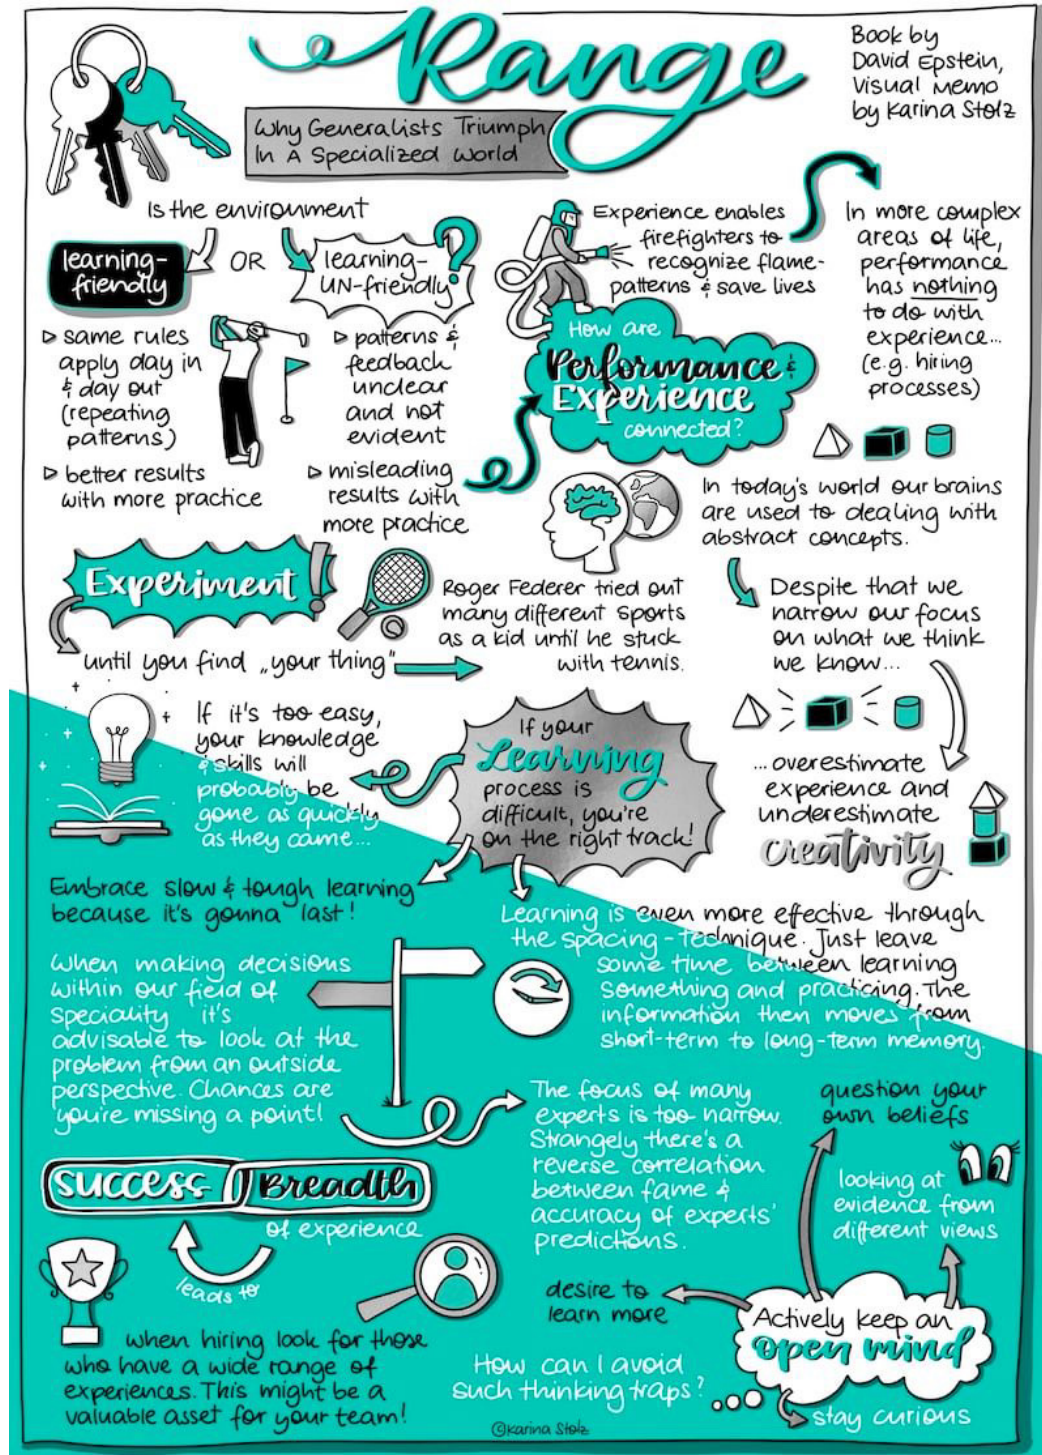 Range
Why Generalists Triumph
In A Specialized World
Book by
David Epstein,
Visual Memo
by Karina Stolz
Is the environment
learning-
friendly
OR
learning-
UN-friendly
?
same rules
apply day in
& day out
(repeating
patterns)
better results
with more practice
patterns &
feedback
unclear
and not
evident
misleading
results with
more practice
Experience enables
firefighters to
recognize flame-
patterns & save lives
How are
Performance &
Experience
connected?
In more complex
areas of life,
performance
has nothing
to do with
experience...
(e.g. hiring
processes)
In today's world our brains
are used to dealing with
abstract concepts.
Despite that we
narrow our focus
on what we think
we know...
... overestimate
experience and
underestimate
creativity
Experiment!
until you find „your thing"
Roger Federer tried out
many different sports
as a kid until he stuck
with tennis.
If your
Learning
process is
difficult, you're
on the right track!
If it's too easy,
your knowledge
& skills will
probably be
gone as quickly
as they came...
Embrace slow & tough learning
because it's gonna last!
Learning is even more effective through
the spacing-technique. Just leave
some time between learning
something and practicing. The
information then moves from
short-term to long-term memory.
When making decisions
within our field of
speciality it's
advisable to look at the
problem from an outside
perspective. Chances are
you're missing a point!
The focus of many
experts is too narrow.
Strangely there's a
reverse correlation
between fame &
accuracy of experts'
predictions.
Success Breadth
of experience
leads to
when hiring look for those
who have a wide range of
experiences. This might be a
valuable asset for your team!
How can I avoid
such thinking traps?
Actively keep an
open mind
question your
own beliefs
looking at
evidence from
different views
desire to
learn more
stay curious
©Karina Stolz